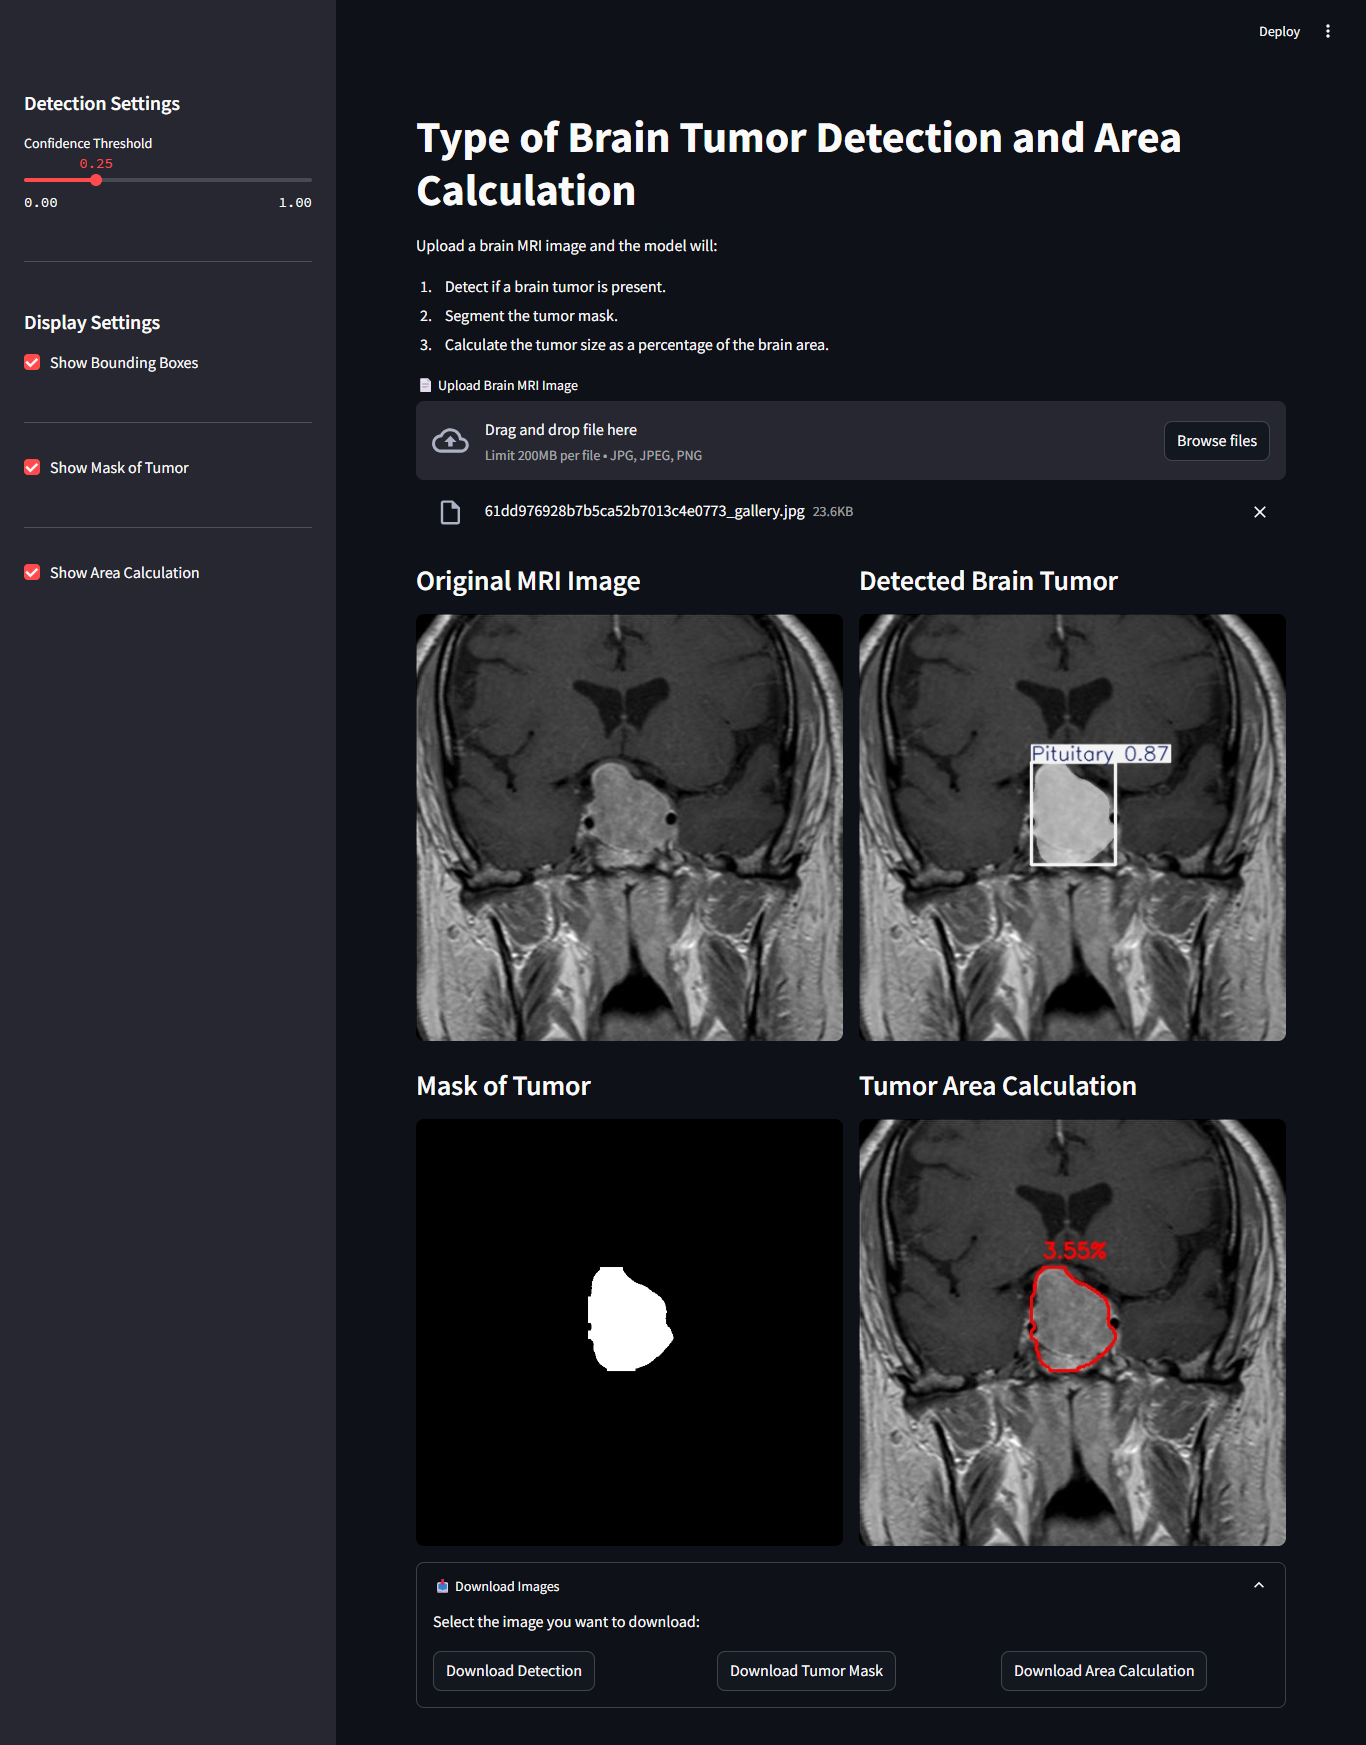 Deploy
Detection Settings
Confidence Threshold
0.25
0.00 1.00
Display Settings
Show Bounding Boxes
Show Mask of Tumor
Show Area Calculation
Type of Brain Tumor Detection and Area
Calculation
Upload a brain MRI image and the model will:
1. Detect if a brain tumor is present.
2. Segment the tumor mask.
3. Calculate the tumor size as a percentage of the brain area.
Upload Brain MRI Image
Drag and drop file here
Limit 200MB per file • JPG, JPEG, PNG
Browse files
61dd976928b7b5ca52b7013c4e0773_gallery.jpg 23.6KB
Original MRI Image
Detected Brain Tumor
Pituitary 0.87
Mask of Tumor
Tumor Area Calculation
3.55%
Download Images
Select the image you want to download:
Download Detection
Download Tumor Mask
Download Area Calculation